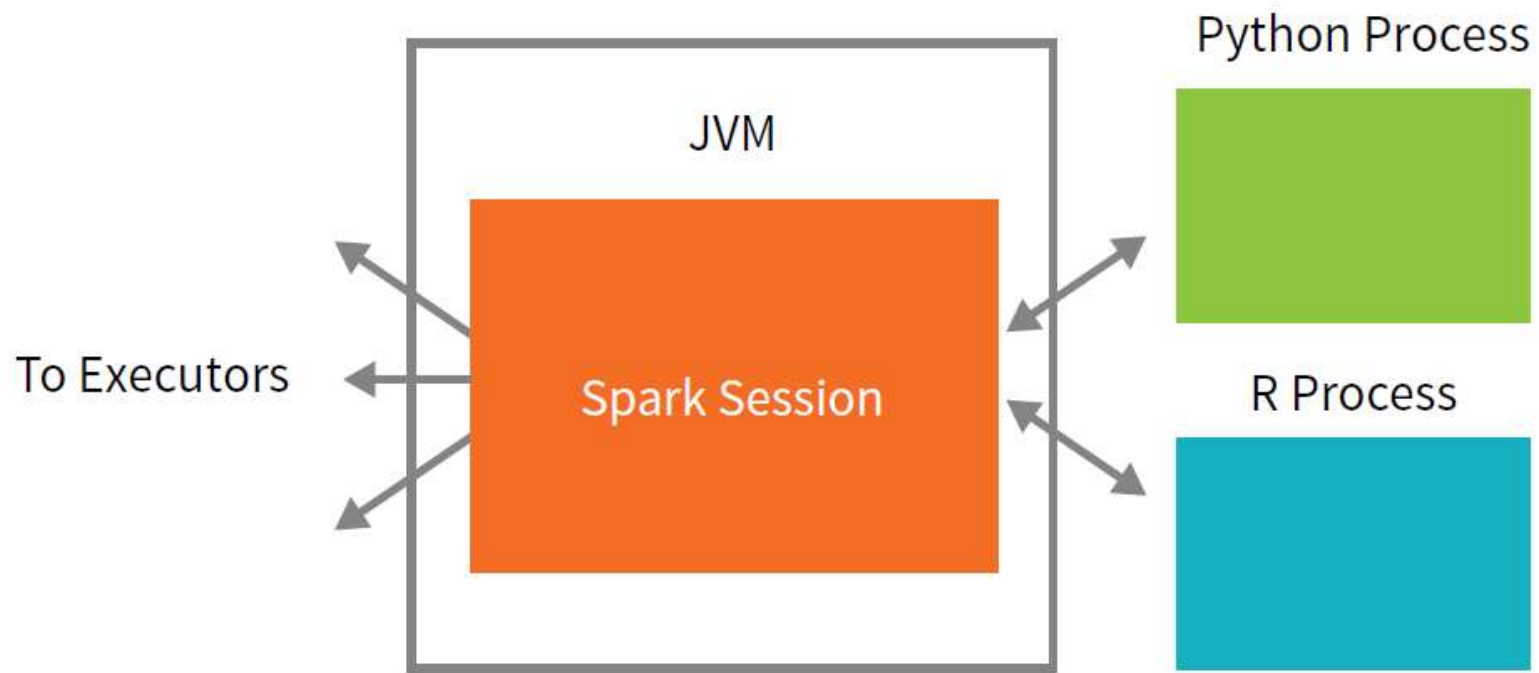 Python Process
JVM
To Executors
Spark Session
R Process